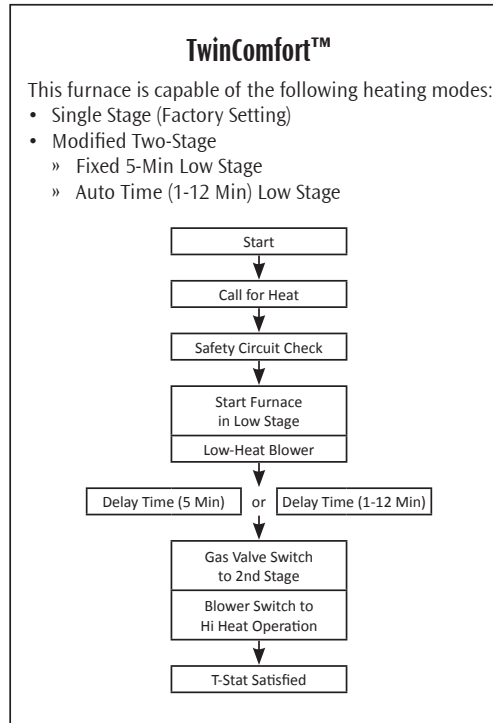 TwinComfort™
This furnace is capable of the following heating modes:
• Single Stage (Factory Setting)
• Modified Two-Stage
» Fixed 5-Min Low Stage
» Auto Time (1-12 Min) Low Stage
Start
Call for Heat
Safety Circuit Check
Start Furnace
in Low Stage
Low-Heat Blower
Delay Time (5 Min) or Delay Time (1-12 Min)
Gas Valve Switch
to 2nd Stage
Blower Switch to
Hi Heat Operation
T-Stat Satisfied